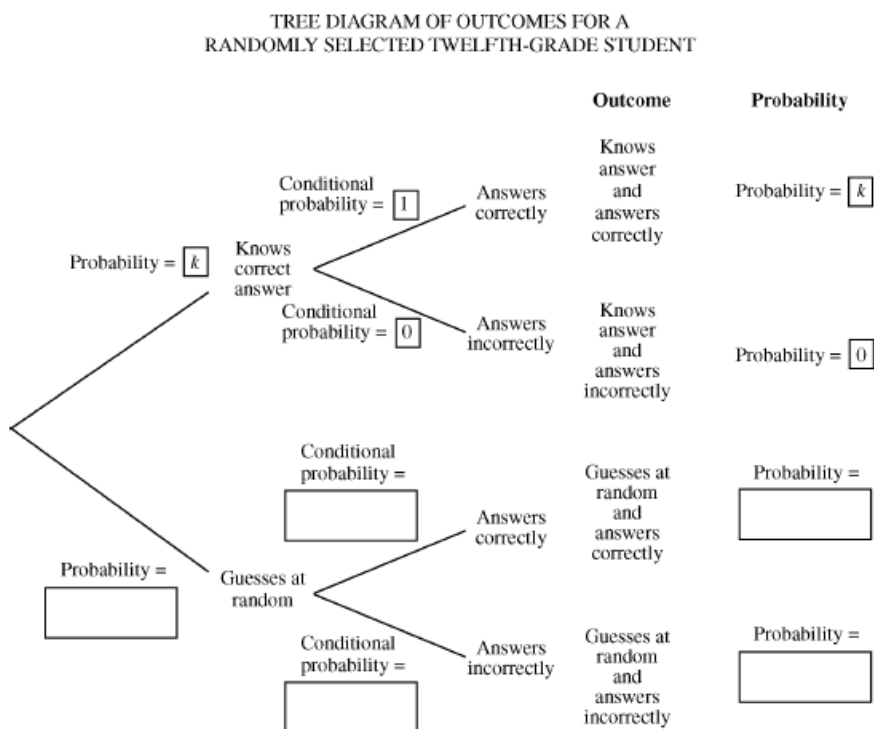 TREE DIAGRAM OF OUTCOMES FOR A
RANDOMLY SELECTED TWELFTH-GRADE STUDENT
Outcome
Probability
Probability = k
Knows
correct
answer
Conditional
probability = 1
Answers
correctly
Knows
answer
and
answers
correctly
Probability = k
Conditional
probability = 0
Answers
incorrectly
Knows
answer
and
answers
incorrectly
Probability = 0
Probability =
Guesses at
random
Conditional
probability =
Answers
correctly
Guesses at
random
and
answers
correctly
Probability =
Conditional
probability =
Answers
incorrectly
Guesses at
random
and
answers
incorrectly
Probability =